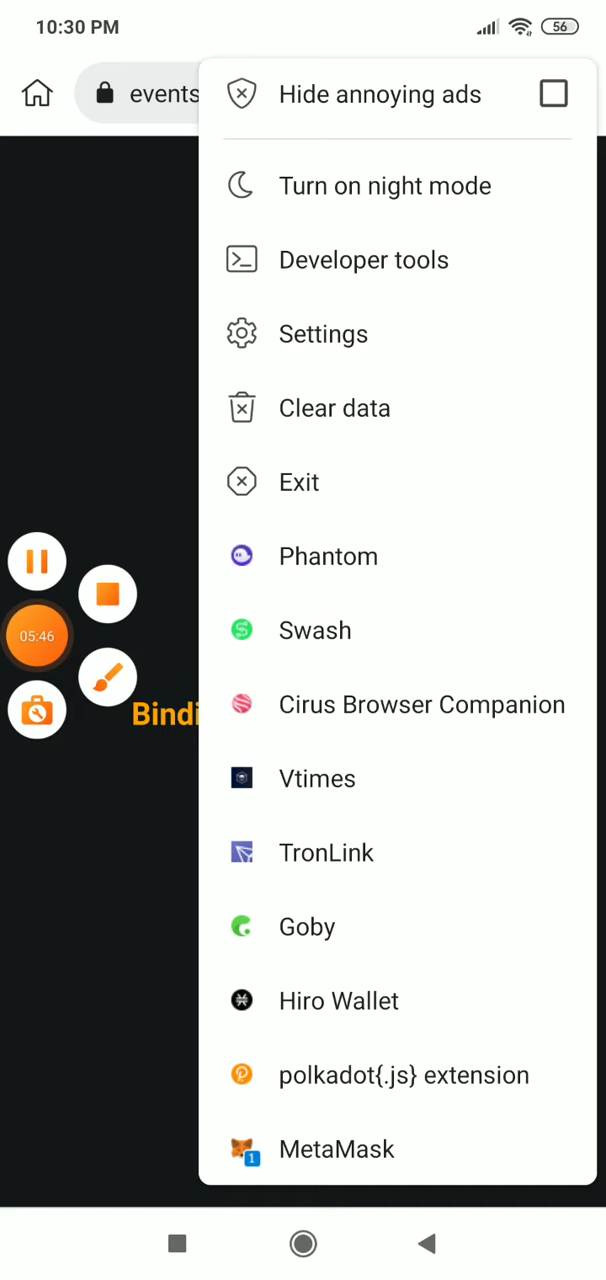 10:30 PM
56
events
Hide annoying ads
Turn on night mode
Developer tools
Settings
Clear data
Exit
Phantom
Swash
05:46
Cirus Browser Companion
Bindi
Vtimes
TronLink
Goby
Hiro Wallet
polkadot{.js} extension
1
MetaMask